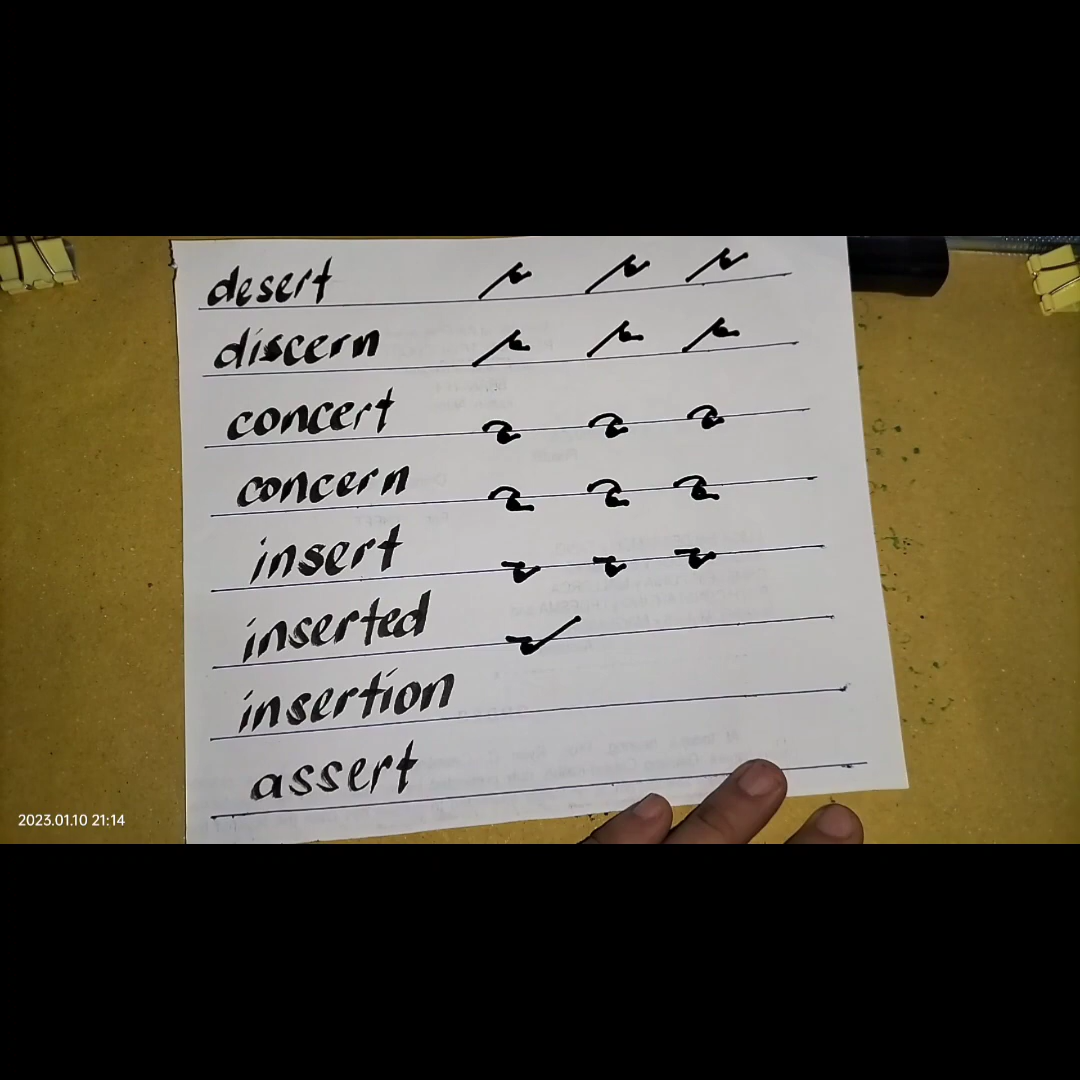 desert
discern
concert
concern
insert
inserted
insertion
assert
2023.01.10 21:14